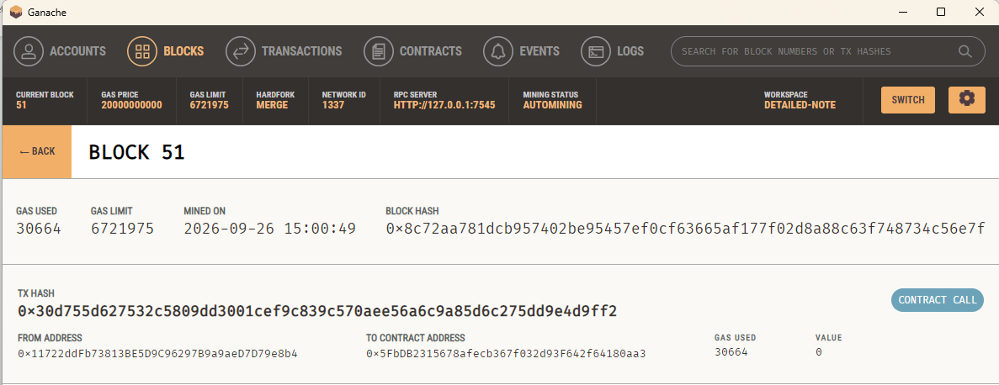 Ganache
ACCOUNTS BLOCKS TRANSACTIONS CONTRACTS EVENTS LOGS SEARCH FOR BLOCK NUMBERS OR TX HASHES
CURRENT BLOCK GAS PRICE GAS LIMIT HARDFORK NETWORK ID RPC SERVER MINING STATUS WORKSPACE
51 20000000000 6721975 MERGE 1337 HTTP://127.0.0.1:7545 AUTOMINING DETAILED-NOTE SWITCH
← BACK BLOCK 51
GAS USED GAS LIMIT MINED ON BLOCK HASH
30664 6721975 2026-09-26 15:00:49 0×8c72aa781dcb957402be95457ef0cf63665af177f02d8a88c63f748734c56e7f
TX HASH
0×30d755d627532c5809dd3001cef9c839c570aee56a6c9a85d6c275dd9e4d9ff2 CONTRACT CALL
FROM ADDRESS TO CONTRACT ADDRESS GAS USED VALUE
0×11722ddFb73813BE5D9C96297B9a9aeD7D79e8b4 0×5FbDB2315678afecb367f032d93F642f64180aa3 30664 0